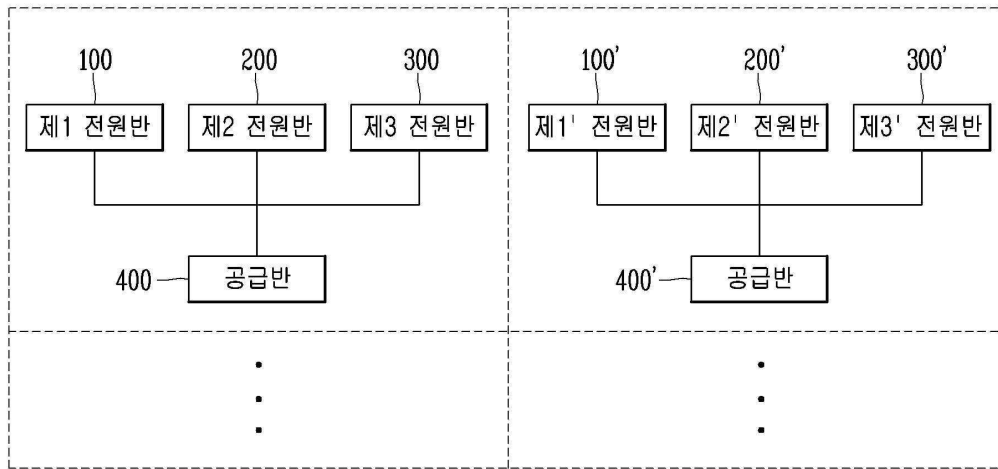 100 200 300 100' 200' 300'
제1 전원반 제2 전원반 제3 전원반 제1' 전원반 제2' 전원반 제3' 전원반
400 공급반 400' 공급반